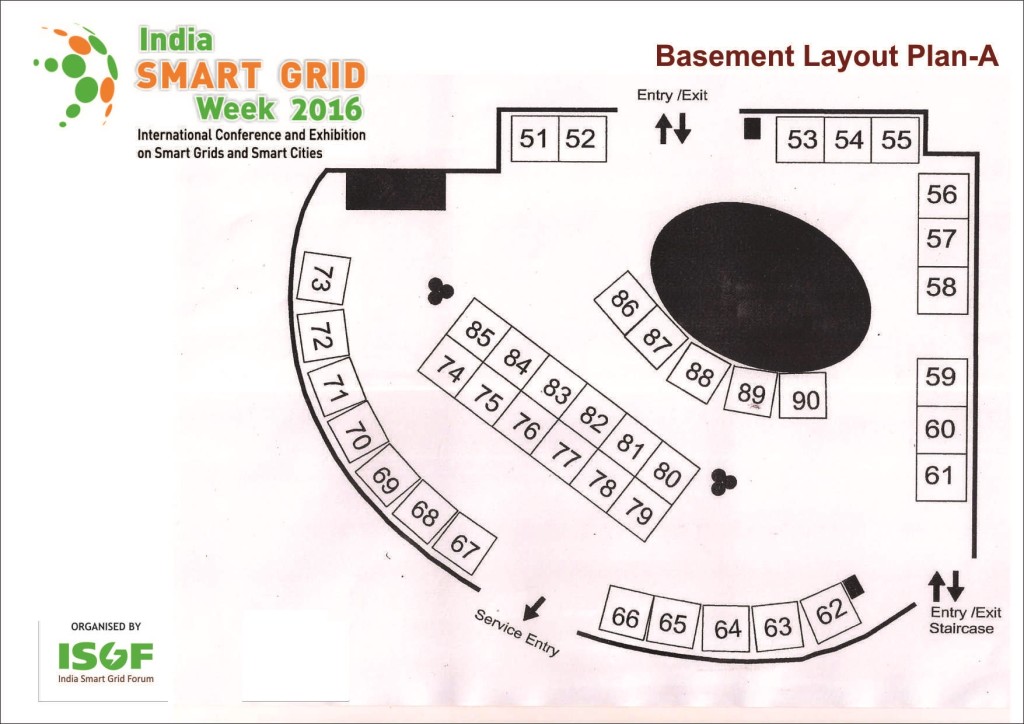 India
SMART GRID
Week 2016
International Conference and Exhibition
on Smart Grids and Smart Cities
Basement Layout Plan-A
Entry /Exit
51 52
53 54 55
56
57
58
59
60
61
73
72
71
70
69
68
67
85 84 83 82 81 80
74 75 76 77 78 79
86
87
88
89
90
66 65 64 63 62
Service Entry
Entry /Exit
Staircase
ORGANISED BY
ISGF
India Smart Grid Forum